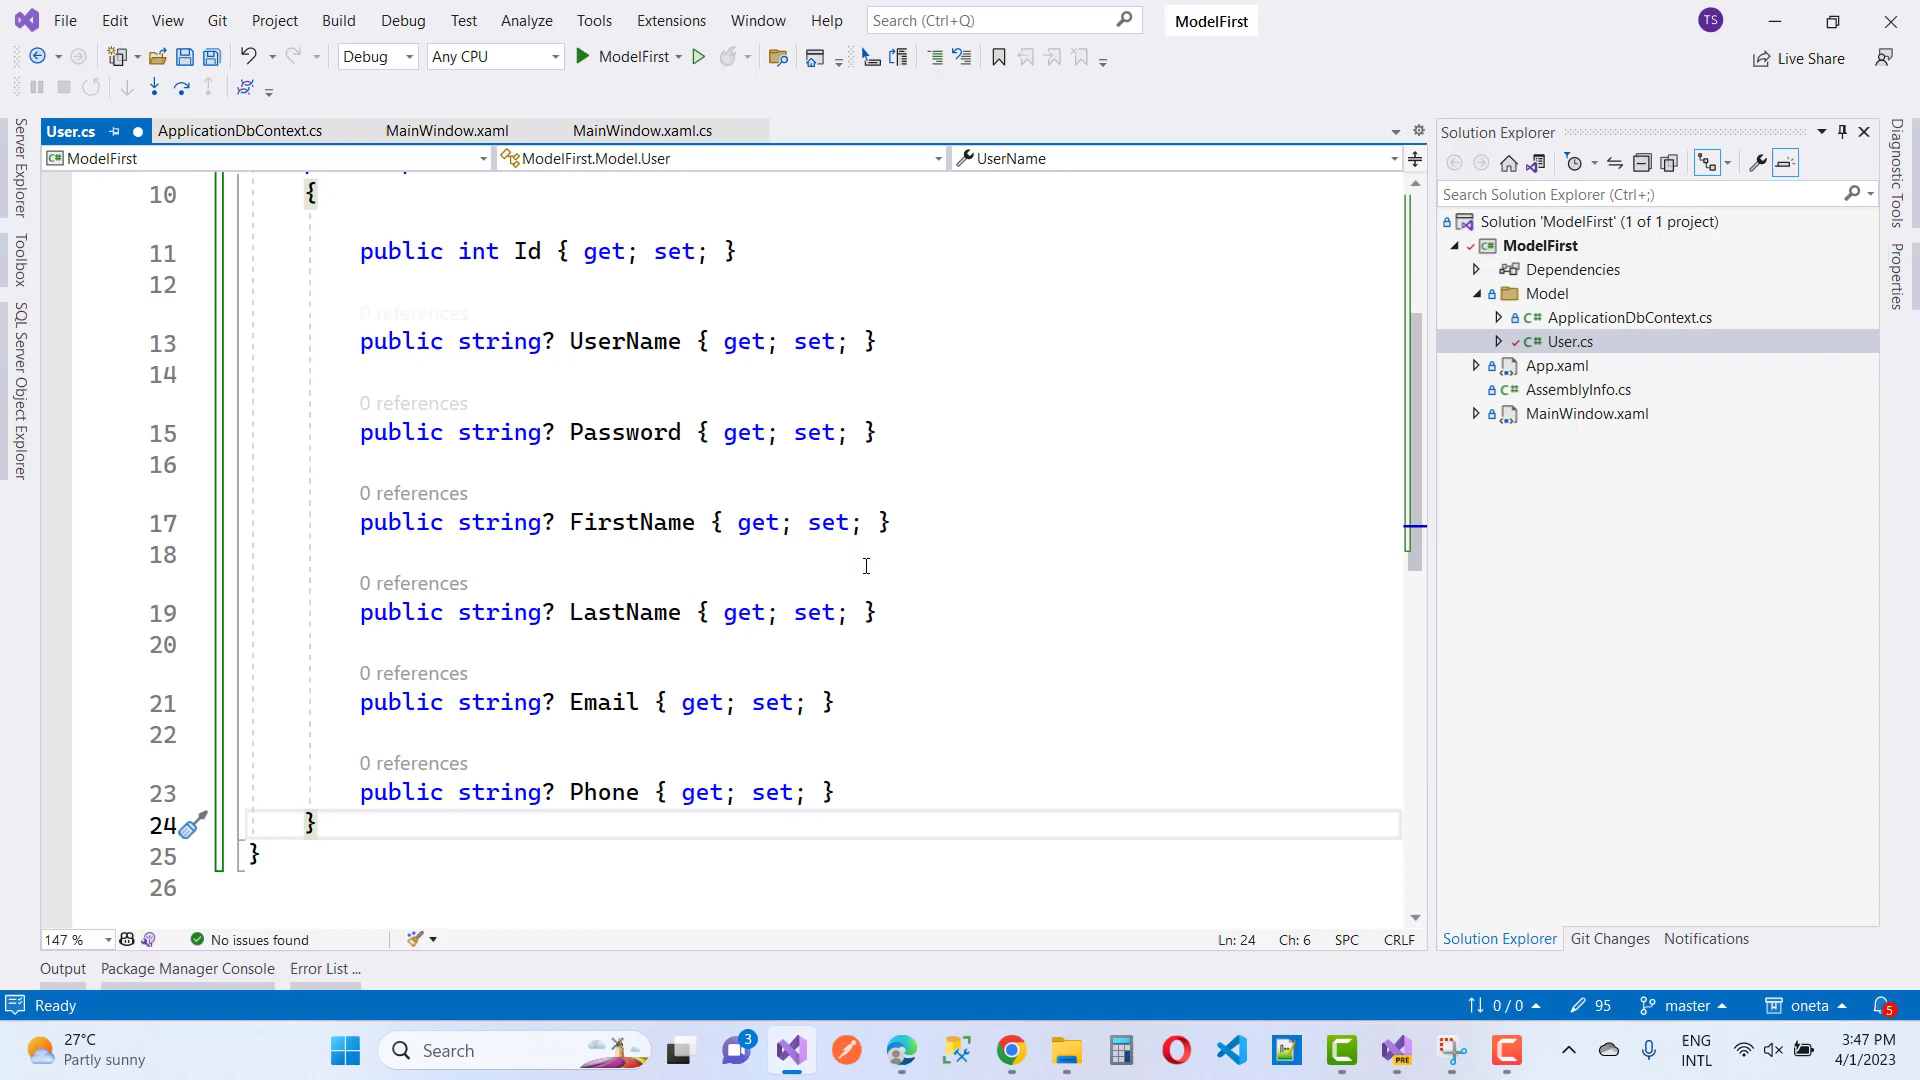 File Edit View Git Project Build Debug Test Analyze Tools Extensions Window Help Search (Ctrl+Q) ModelFirst TS
Debug Any CPU ModelFirst Live Share
User.cs ApplicationDbContext.cs MainWindow.xaml MainWindow.xaml.cs
ModelFirst ModelFirst.Model.User UserName
Server Explorer
Toolbox
SQL Server Object Explorer
10 {
11 public int Id { get; set; }
12
0 references
13 public string? UserName { get; set; }
14
0 references
15 public string? Password { get; set; }
16
0 references
17 public string? FirstName { get; set; }
18
0 references
19 public string? LastName { get; set; }
20
0 references
21 public string? Email { get; set; }
22
0 references
23 public string? Phone { get; set; }
24 }
25 }
26
147 % No issues found Ln: 24 Ch: 6 SPC CRLF
Output Package Manager Console Error List ...
Solution Explorer
Search Solution Explorer (Ctrl+;)
Solution 'ModelFirst' (1 of 1 project)
C# ModelFirst
Dependencies
Model
C# ApplicationDbContext.cs
C# User.cs
App.xaml
C# AssemblyInfo.cs
MainWindow.xaml
Solution Explorer Git Changes Notifications
Diagnostic Tools
Properties
Ready 0 / 0 95 master oneta 5
27°C
Partly sunny
Search 3 PRE
ENG
INTL
3:47 PM
4/1/2023